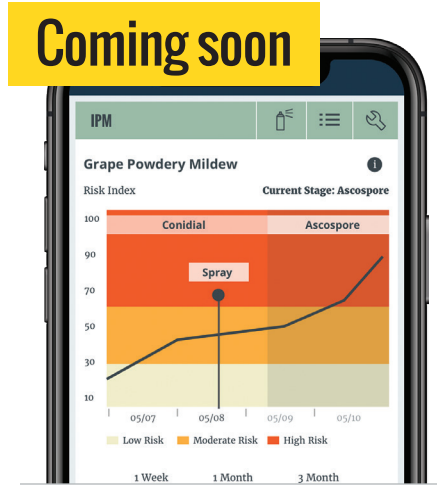 Coming soon
IPM
Grape Powdery Mildew
i
Risk Index Current Stage: Ascospore
100
Conidial Ascospore
90
Spray
70
50
30
10
05/07 05/08 05/09 05/10
Low Risk Moderate Risk High Risk
1 Week 1 Month 3 Month